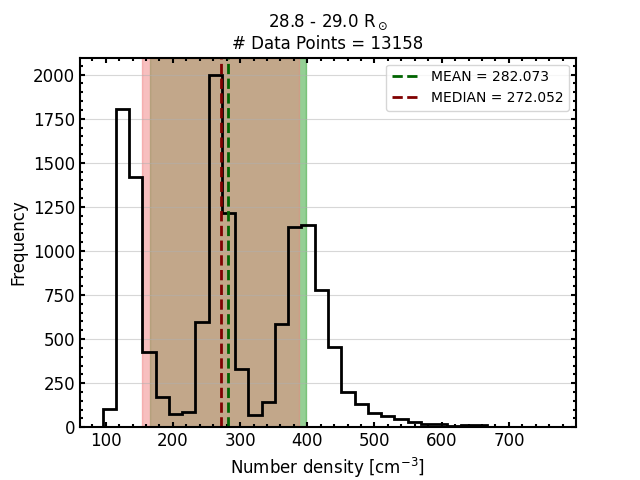 28.8 - 29.0 R⊙
# Data Points = 13158
MEAN = 282.073
MEDIAN = 272.052
2000
1750
1500
1250
1000
750
500
250
0
Frequency
100 200 300 400 500 600 700
Number density [cm⁻³]